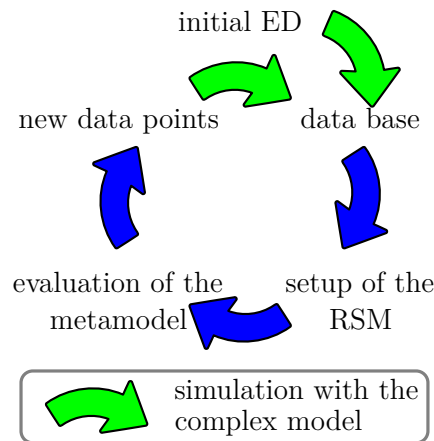 initial ED
new data points
data base
evaluation of the
metamodel
setup of the
RSM
simulation with the
complex model